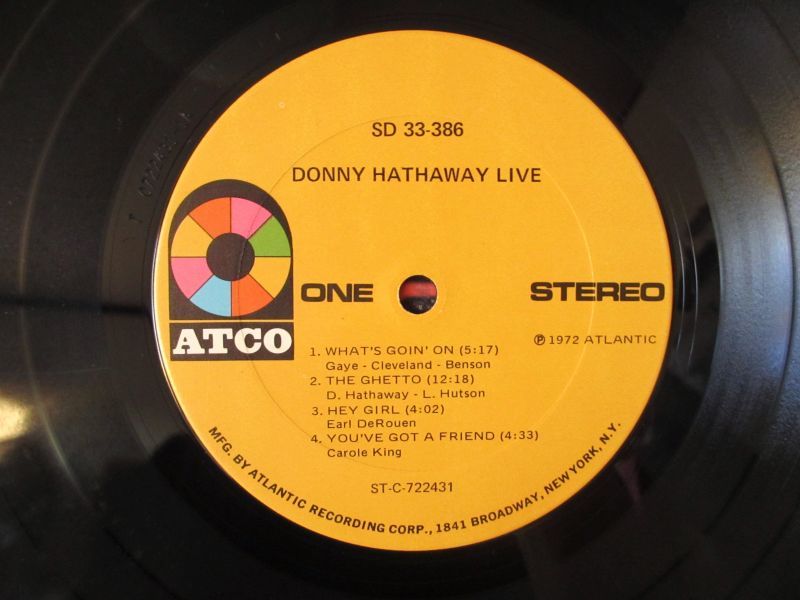 SD 33-386
DONNY HATHAWAY LIVE
ATCO
ONE
STEREO
℗ 1972 ATLANTIC
1. WHAT'S GOIN' ON (5:17)
Gaye - Cleveland - Benson
2. THE GHETTO (12:18)
D. Hathaway - L. Hutson
3. HEY GIRL (4:02)
Earl DeRouen
4. YOU'VE GOT A FRIEND (4:33)
Carole King
ST-C-722431
MFG. BY ATLANTIC RECORDING CORP., 1841 BROADWAY, NEW YORK, N.Y.